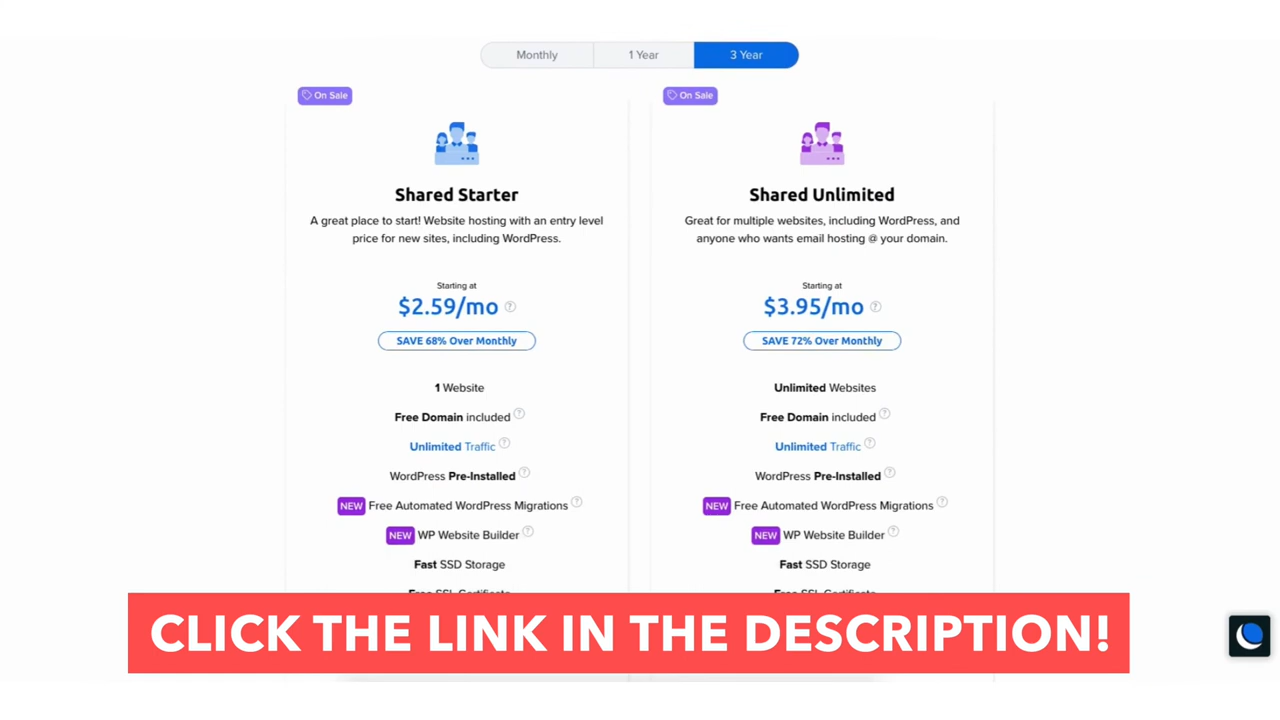 Monthly
1 Year
3 Year
On Sale
Shared Starter
A great place to start! Website hosting with an entry level
price for new sites, including WordPress.
Starting at
$2.59/mo ?
SAVE 68% Over Monthly
1 Website
Free Domain included ?
Unlimited Traffic ?
WordPress Pre-Installed ?
NEW Free Automated WordPress Migrations ?
NEW WP Website Builder ?
Fast SSD Storage
On Sale
Shared Unlimited
Great for multiple websites, including WordPress, and
anyone who wants email hosting @ your domain.
Starting at
$3.95/mo ?
SAVE 72% Over Monthly
Unlimited Websites
Free Domain included ?
Unlimited Traffic ?
WordPress Pre-Installed ?
NEW Free Automated WordPress Migrations ?
NEW WP Website Builder ?
Fast SSD Storage
CLICK THE LINK IN THE DESCRIPTION!